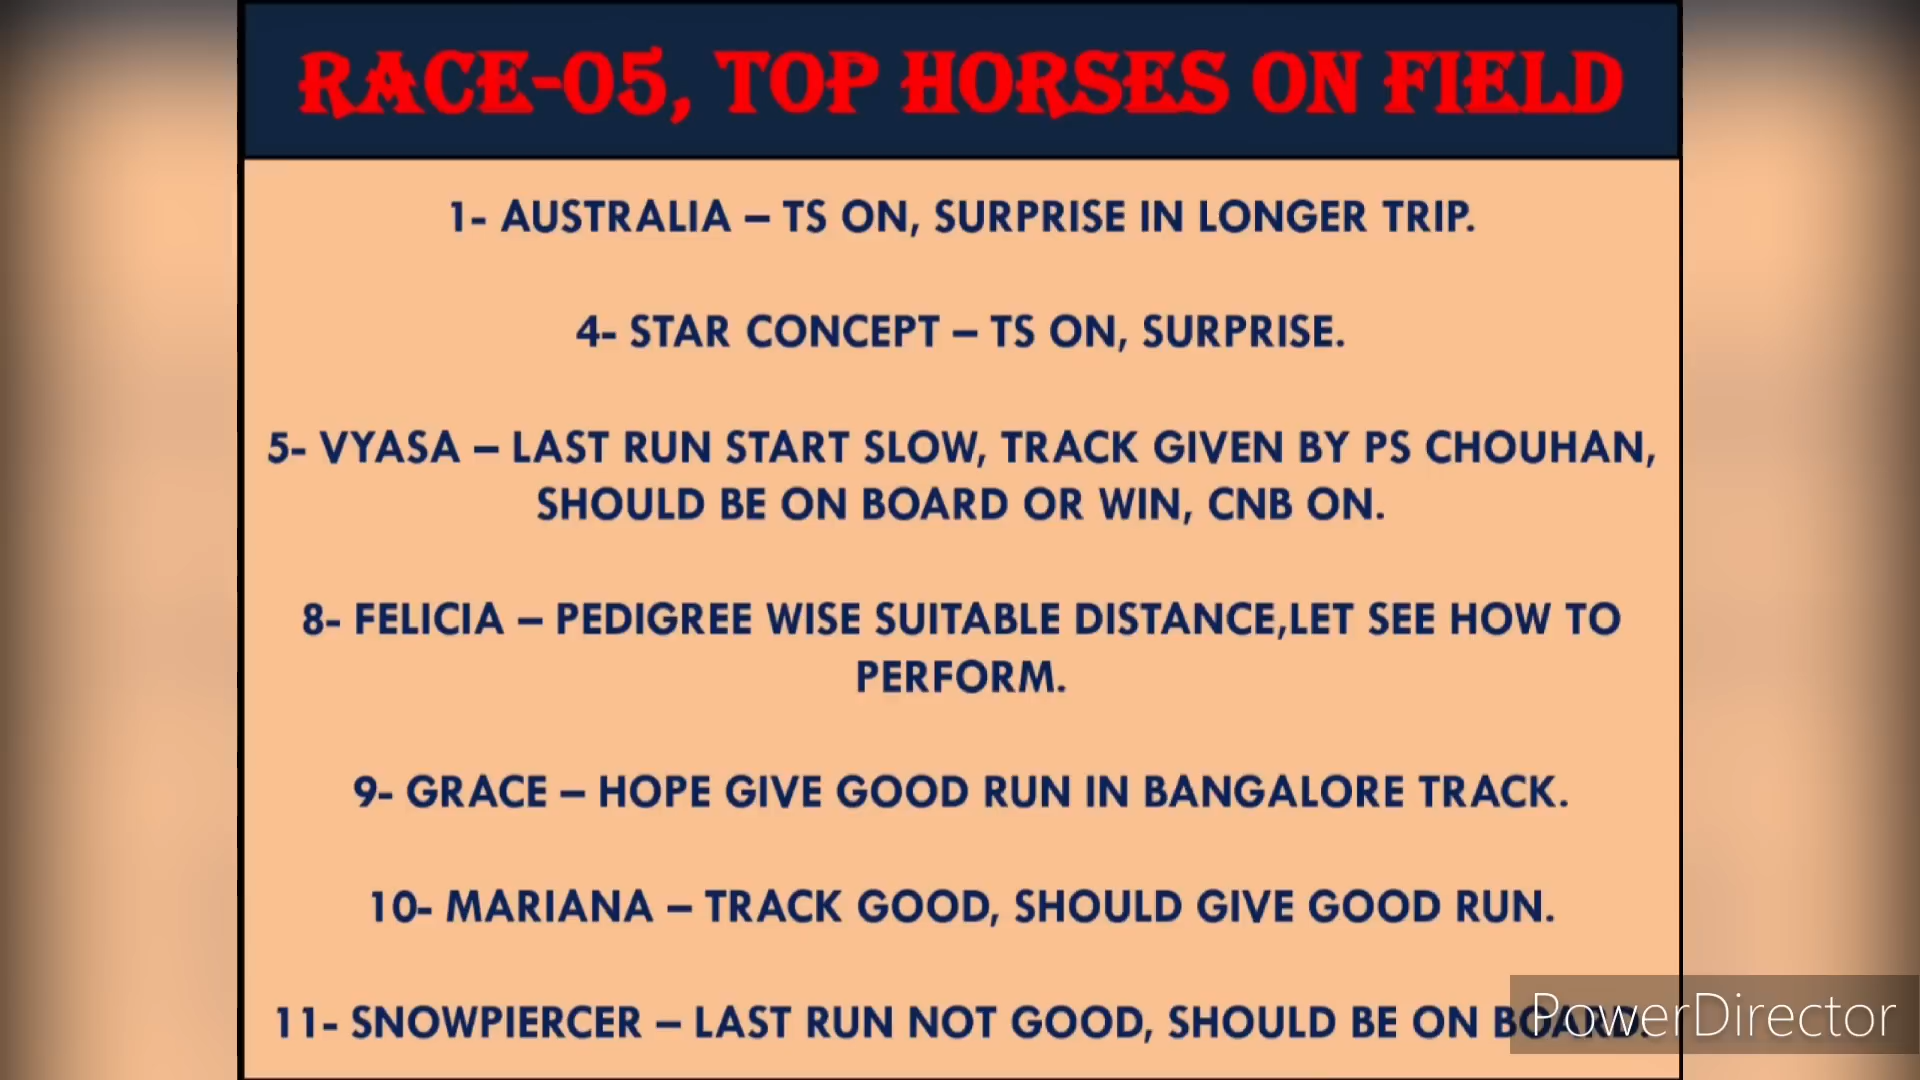 RACE-05, TOP HORSES ON FIELD
1- AUSTRALIA – TS ON, SURPRISE IN LONGER TRIP.
4- STAR CONCEPT – TS ON, SURPRISE.
5- VYASA – LAST RUN START SLOW, TRACK GIVEN BY PS CHOUHAN,
SHOULD BE ON BOARD OR WIN, CNB ON.
8- FELICIA – PEDIGREE WISE SUITABLE DISTANCE,LET SEE HOW TO
PERFORM.
9- GRACE – HOPE GIVE GOOD RUN IN BANGALORE TRACK.
10- MARIANA – TRACK GOOD, SHOULD GIVE GOOD RUN.
11- SNOWPIERCER – LAST RUN NOT GOOD, SHOULD BE ON BOARD.
PowerDirector